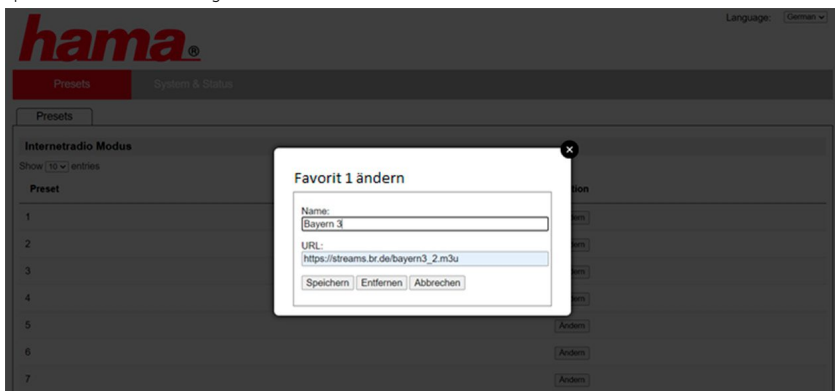 Language: German
hama®
Presets System & Status
Presets
Internetradio Modus
Show 10 entries
Preset
1
2
3
4
5 Ändern
6 Ändern
7 Ändern
Favorit 1 ändern
Name:
Bayern 3
URL:
https://streams.br.de/bayern3_2.m3u
Speichern Entfernen Abbrechen